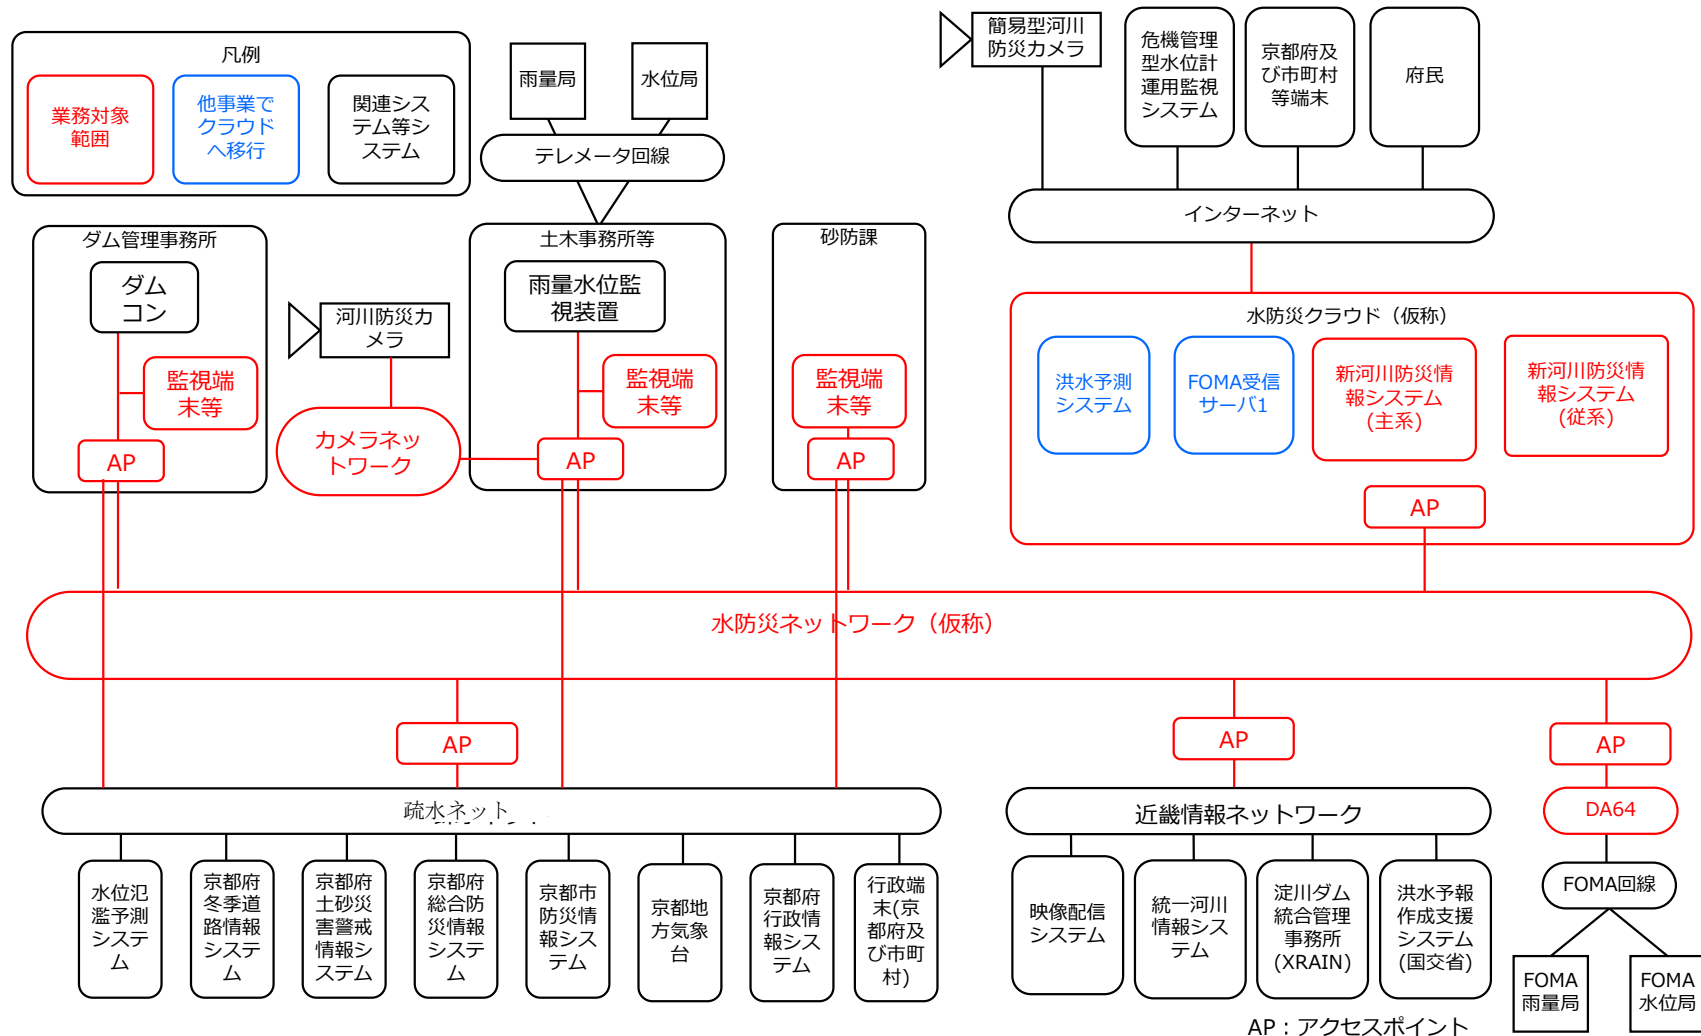 凡例
業務対象
範囲
他事業で
クラウド
へ移行
関連シス
テム等シ
ステム
雨量局
水位局
テレメータ回線
簡易型河川
防災カメラ
危機管理
型水位計
運用監視
システム
京都府及
び市町村
等端末
府民
インターネット
ダム管理事務所
ダム
コン
監視端
末等
AP
河川防災カ
メラ
カメラネッ
トワーク
土木事務所等
雨量水位監
視装置
監視端
末等
AP
砂防課
監視端
末等
AP
水防災クラウド（仮称）
洪水予測
システム
FOMA受信
サーバ1
新河川防災情
報システム
(主系)
新河川防災情
報システム
(従系)
AP
水防災ネットワーク（仮称）
AP
AP
AP
疏水ネット
近畿情報ネットワーク
DA64
水位氾
濫予測
システ
ム
京都府
冬季道
路情報
システ
ム
京都府
土砂災
害警戒
情報シ
ステム
京都府
総合防
災情報
システ
ム
京都市
防災情
報シス
テム
京都地
方気象
台
京都府
行政情
報シス
テム
行政端
末(京
都府及
び市町
村)
映像配信
システム
統一河川
情報シス
テム
淀川ダム
統合管理
事務所
(XRAIN)
洪水予報
作成支援
システム
(国交省)
FOMA回線
FOMA
雨量局
FOMA
水位局
AP：アクセスポイント